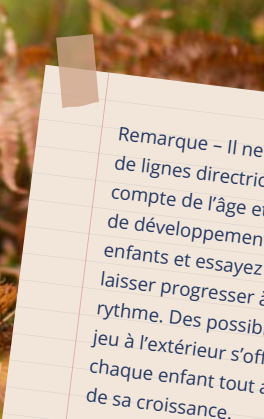 Remarque – Il ne
de lignes directric
compte de l'âge et
de développemen
enfants et essayez
laisser progresser à
rythme. Des possib
jeu à l'extérieur s'of
chaque enfant tout a
de sa croissance.